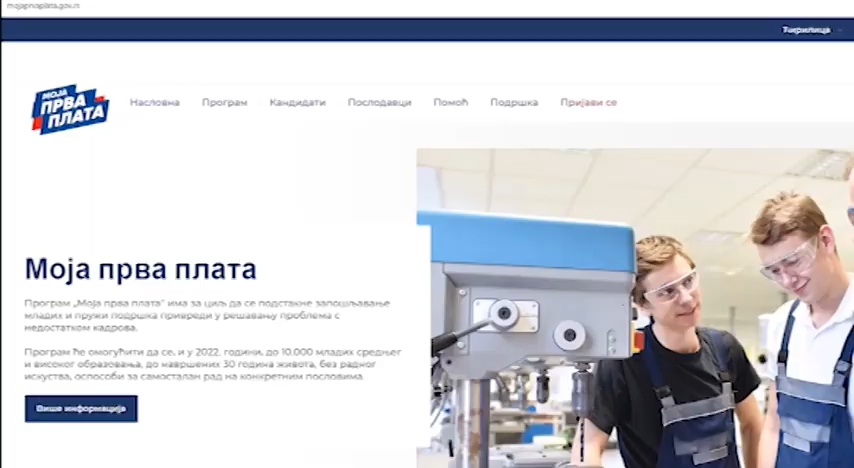 mojaprvaplata.gov.rs
Ћирилица
МОЈА
ПРВА
ПЛАТА
Насловна Програм Кандидати Послодавци Помоћ Подршка Пријави се
Моја прва плата
Програм „Моја прва плата“ има за циљ да се подстакне запошљавање
младих и пружи подршка привреди у решавању проблема с
недостатком кадрова.
Програм ће омогућити да се, и у 2022. години, до 10.000 младих средњег
и високог образовања, до навршених 30 година живота, без радног
искуства, оспособи за самосталан рад на конкретним пословима.
Више информација